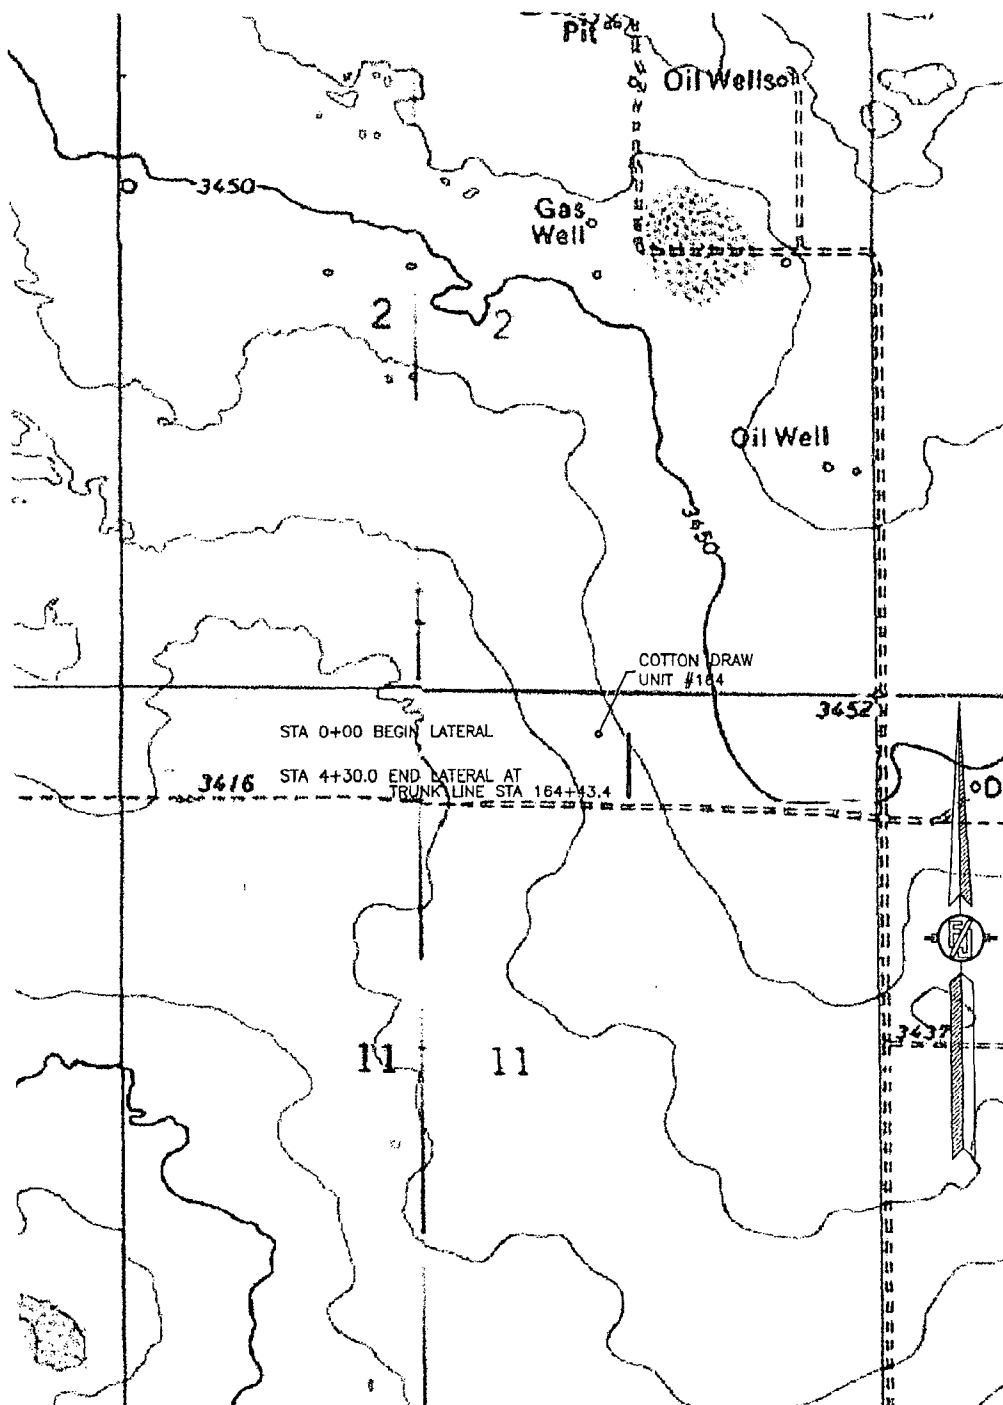 Pit
Oil Wells
3450
Gas
Well
2
2
Oil Well
3450
COTTON DRAW
UNIT #164
3452
STA 0+00 BEGIN LATERAL
STA 4+30.0 END LATERAL AT
TRUNK LINE STA 164+43.4
3416
D
3437
11
11